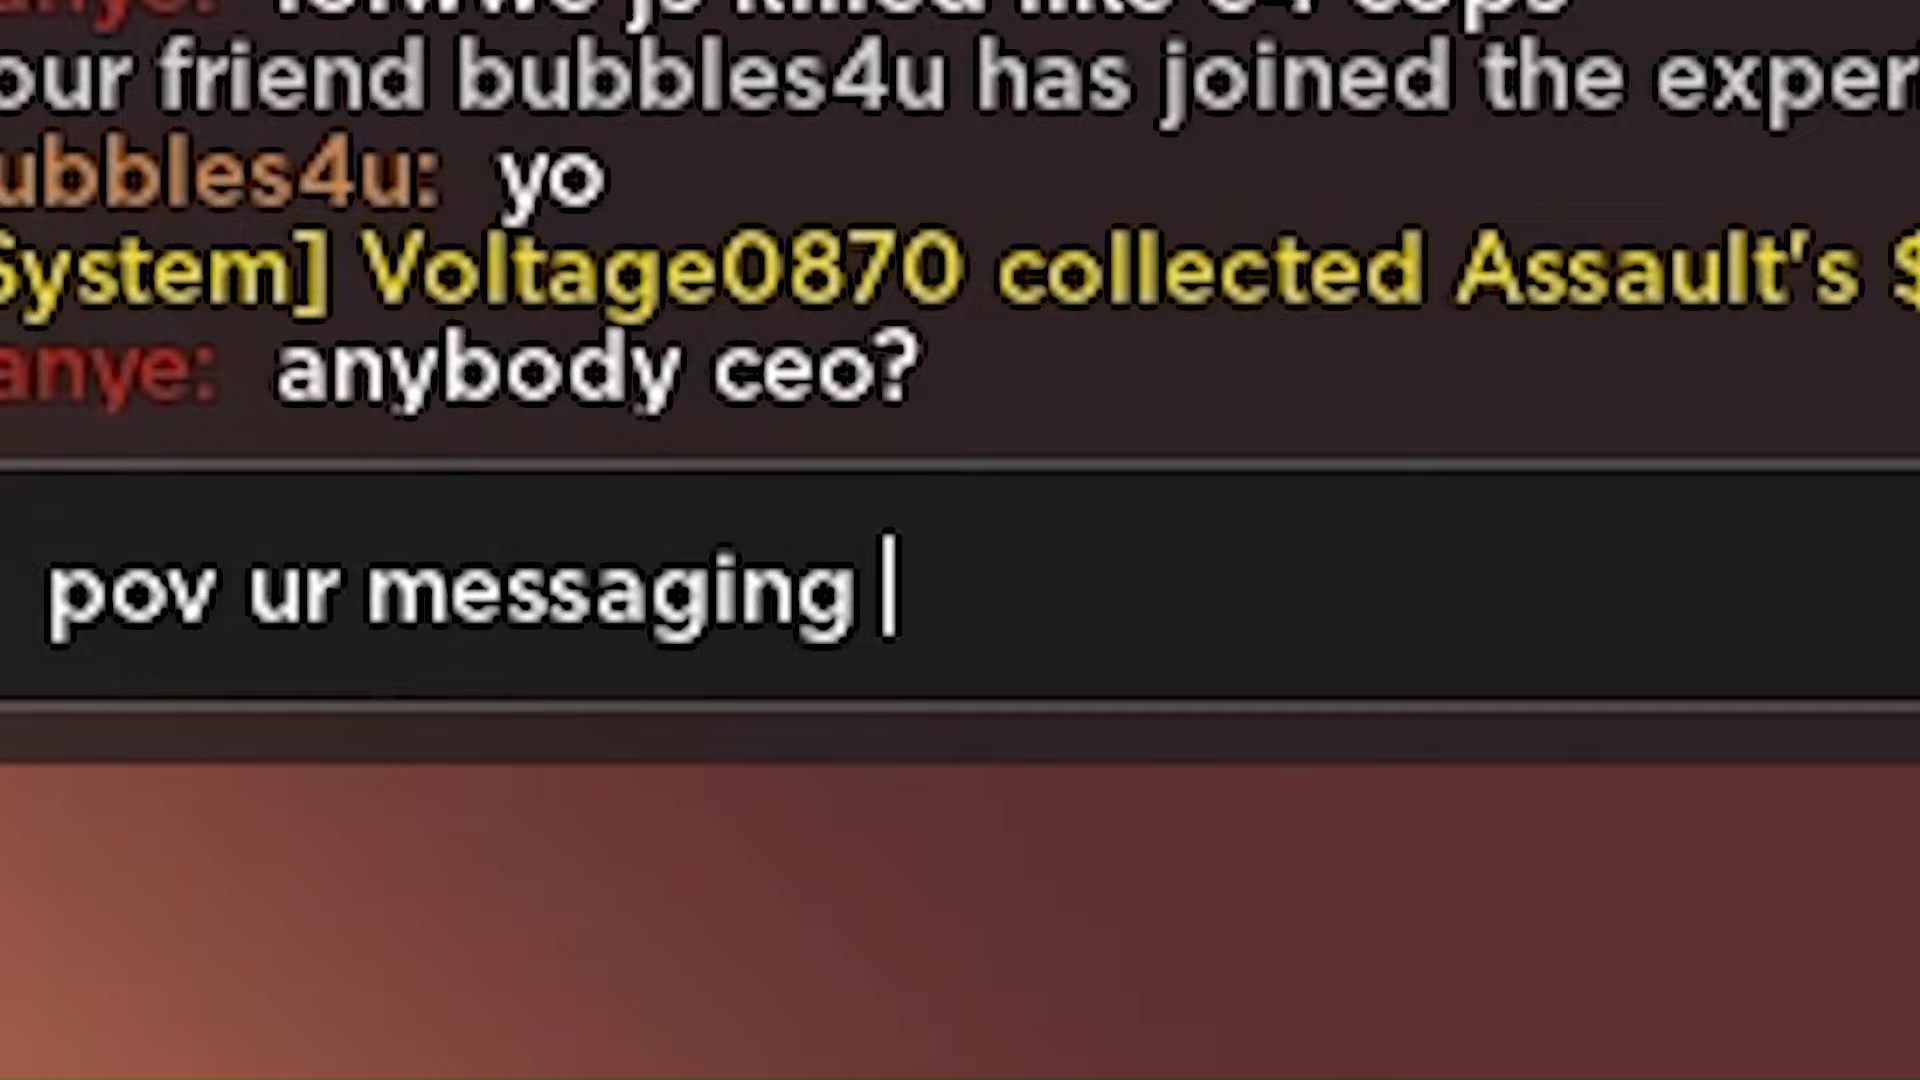 our friend bubbles4u has joined the exper
ubbles4u: yo
System] Voltage0870 collected Assault's $
anye: anybody ceo?
pov ur messaging